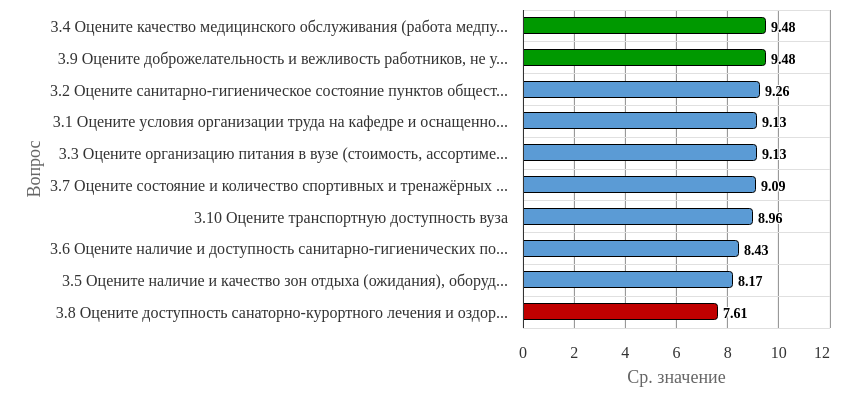 3.4 Оцените качество медицинского обслуживания (работа медпу... 9.48
3.9 Оцените доброжелательность и вежливость работников, не у... 9.48
3.2 Оцените санитарно-гигиеническое состояние пунктов общест... 9.26
3.1 Оцените условия организации труда на кафедре и оснащенно... 9.13
3.3 Оцените организацию питания в вузе (стоимость, ассортиме... 9.13
3.7 Оцените состояние и количество спортивных и тренажёрных ... 9.09
3.10 Оцените транспортную доступность вуза 8.96
3.6 Оцените наличие и доступность санитарно-гигиенических по... 8.43
3.5 Оцените наличие и качество зон отдыха (ожидания), оборуд... 8.17
3.8 Оцените доступность санаторно-курортного лечения и оздор... 7.61
Вопрос
0 2 4 6 8 10 12
Ср. значение